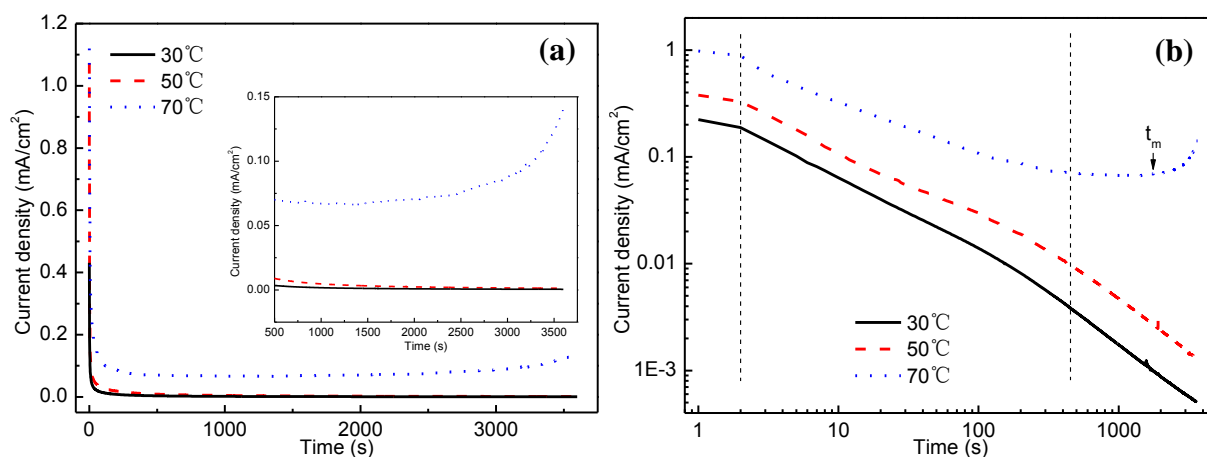 (a)
30℃
50℃
70℃
Current density (mA/cm²)
1.2
1.0
0.8
0.6
0.4
0.2
0.0
0 1000 2000 3000
Time (s)
Current density (mA/cm²)
0.15
0.10
0.05
0.00
500 1000 1500 2000 2500 3000 3500
Time (s)
(b)
Current density (mA/cm²)
1
0.1
0.01
1E-3
tₘ
30℃
50℃
70℃
1 10 100 1000
Time (s)